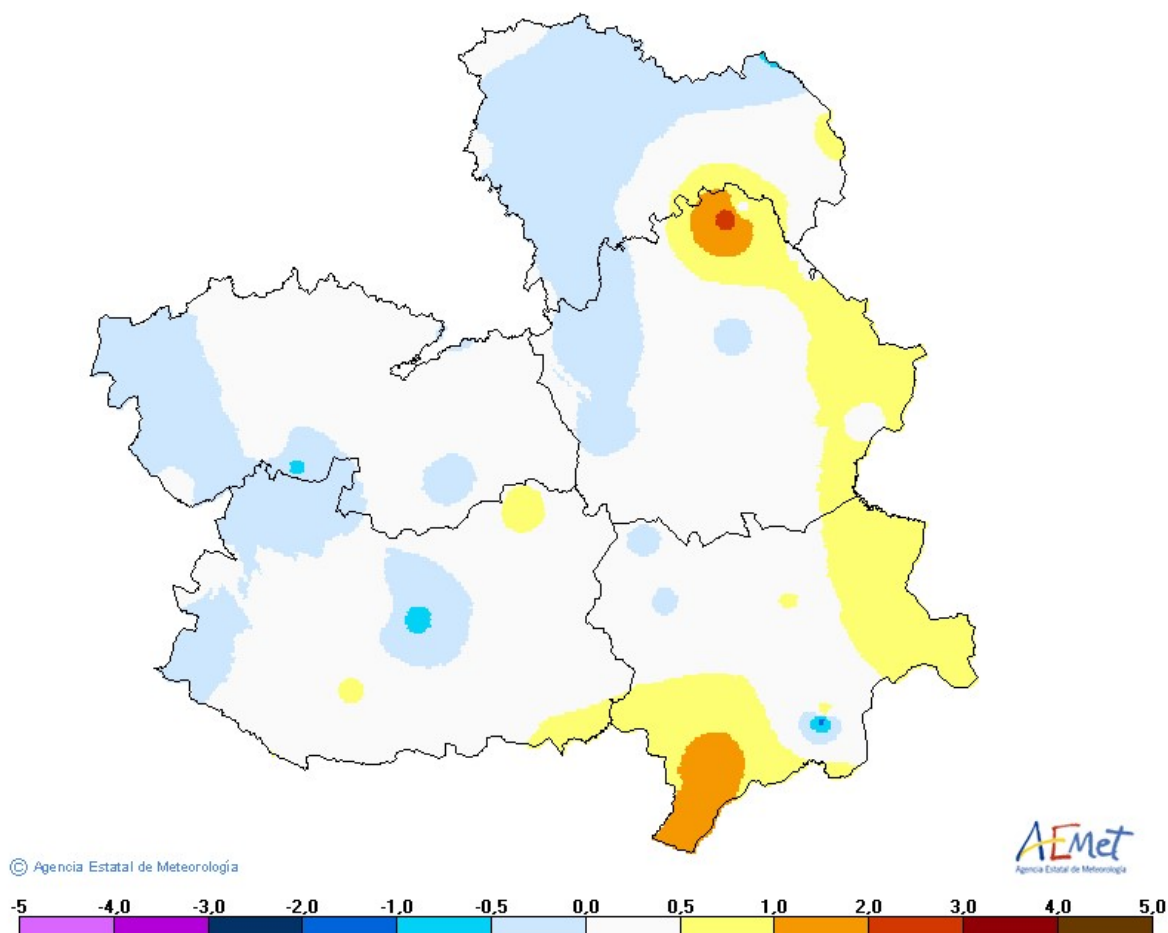 AEMet
Agencia Estatal de Meteorología
© Agencia Estatal de Meteorología
-5 -4,0 -3,0 -2,0 -1,0 -0,5 0,0 0,5 1,0 2,0 3,0 4,0 5,0